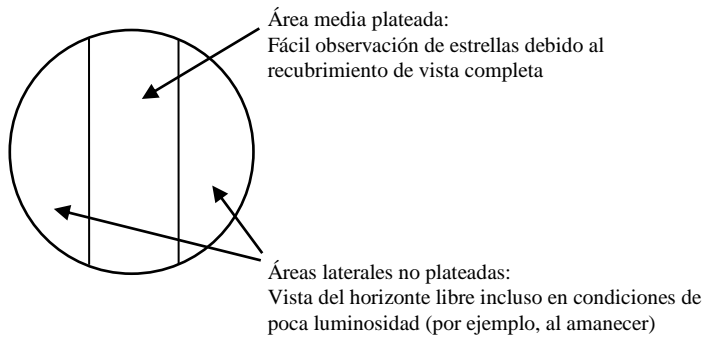 Área media plateada:
Fácil observación de estrellas debido al
recubrimiento de vista completa
Áreas laterales no plateadas:
Vista del horizonte libre incluso en condiciones de
poca luminosidad (por ejemplo, al amanecer)